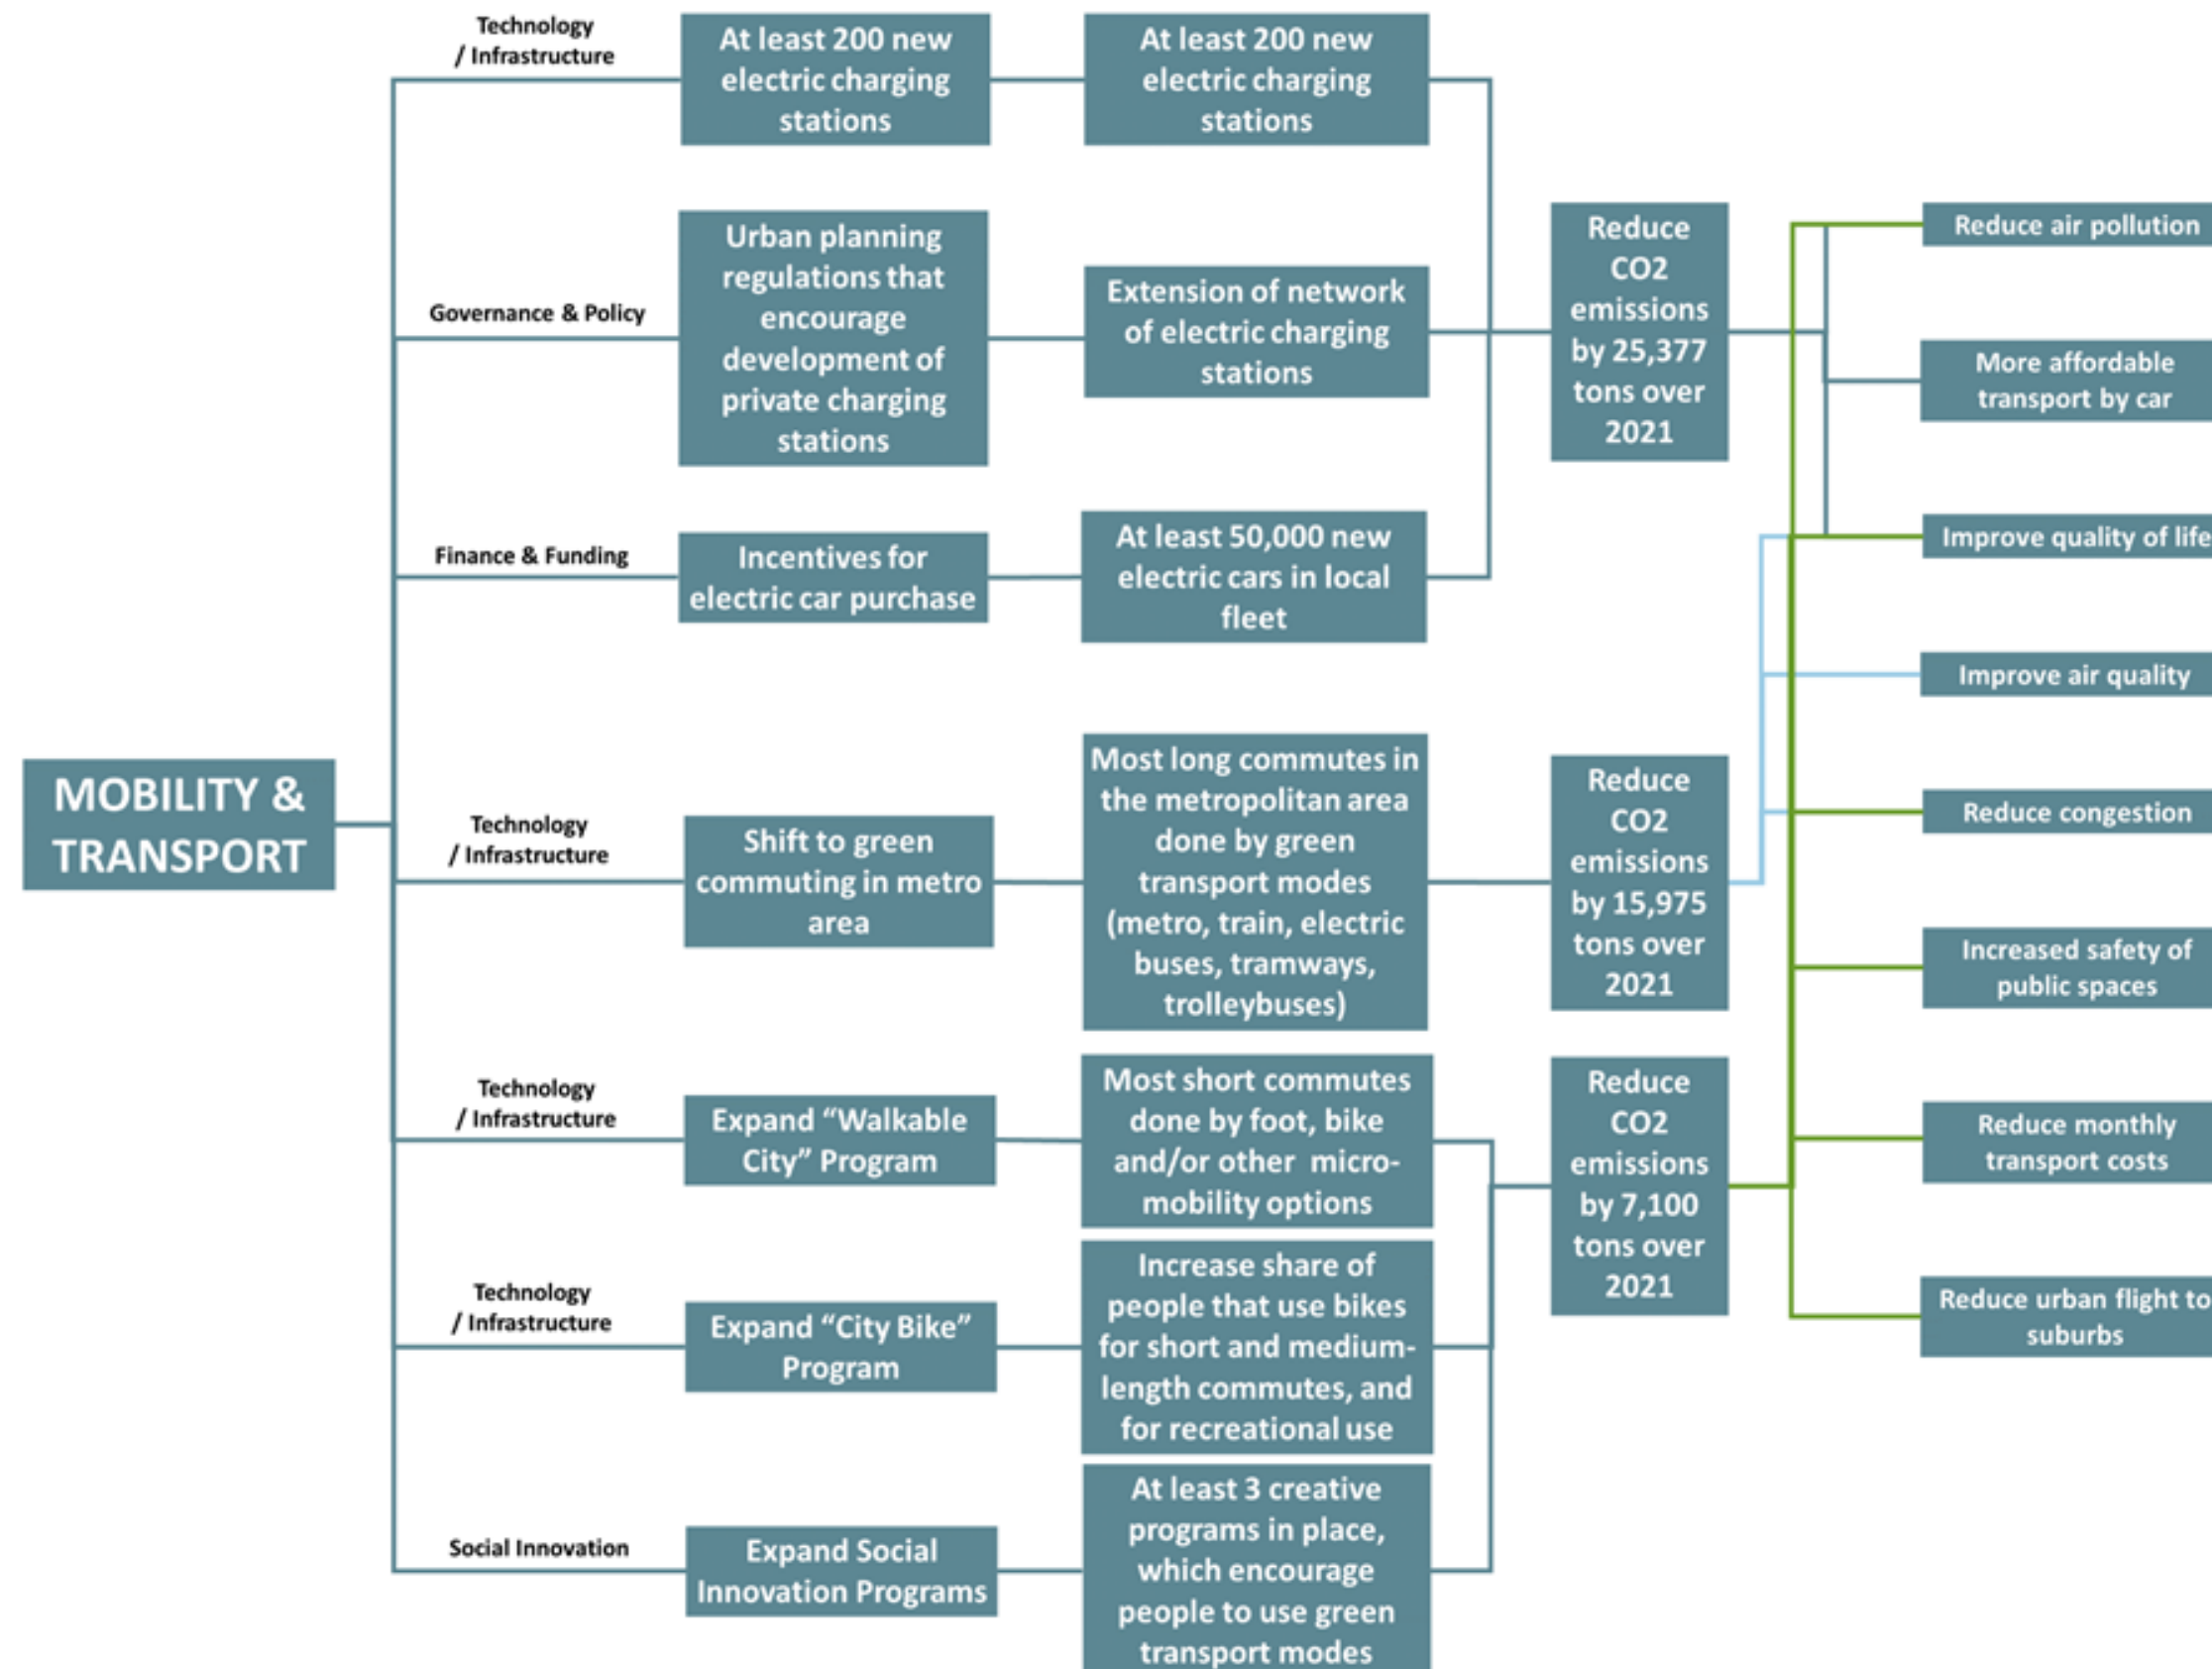 MOBILITY &
TRANSPORT
Technology
/ Infrastructure
At least 200 new
electric charging
stations
At least 200 new
electric charging
stations
Governance & Policy
Urban planning
regulations that
encourage
development of
private charging
stations
Extension of network
of electric charging
stations
Finance & Funding
Incentives for
electric car purchase
At least 50,000 new
electric cars in local
fleet
Reduce
CO2
emissions
by 25,377
tons over
2021
Technology
/ Infrastructure
Shift to green
commuting in metro
area
Most long commutes in
the metropolitan area
done by green
transport modes
(metro, train, electric
buses, tramways,
trolleybuses)
Reduce
CO2
emissions
by 15,975
tons over
2021
Technology
/ Infrastructure
Expand “Walkable
City” Program
Most short commutes
done by foot, bike
and/or other micro-
mobility options
Technology
/ Infrastructure
Expand “City Bike”
Program
Increase share of
people that use bikes
for short and medium-
length commutes, and
for recreational use
Social Innovation
Expand Social
Innovation Programs
At least 3 creative
programs in place,
which encourage
people to use green
transport modes
Reduce
CO2
emissions
by 7,100
tons over
2021
Reduce air pollution
More affordable
transport by car
Improve quality of life
Improve air quality
Reduce congestion
Increased safety of
public spaces
Reduce monthly
transport costs
Reduce urban flight to
suburbs